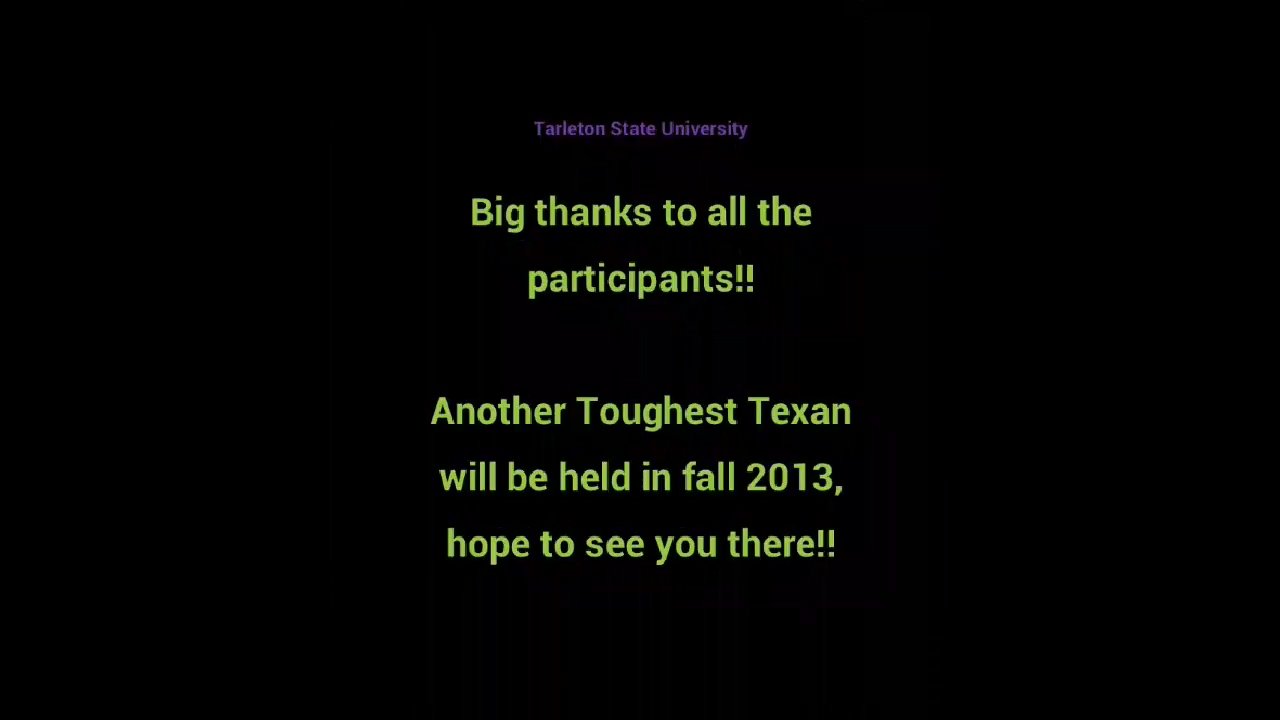 Tarleton State University
Big thanks to all the
participants!!
Another Toughest Texan
will be held in fall 2013,
hope to see you there!!